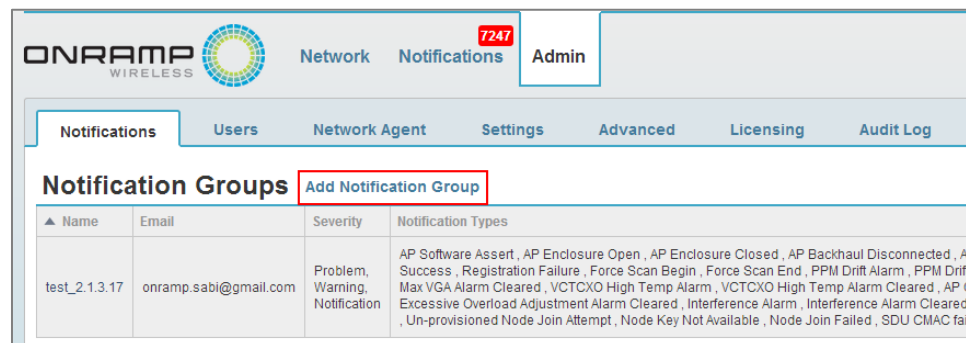 7247
ONRAMP
WIRELESS
Network Notifications Admin
Notifications Users Network Agent Settings Advanced Licensing Audit Log
Notification Groups Add Notification Group
▲ Name Email Severity Notification Types
AP Software Assert , AP Enclosure Open , AP Enclosure Closed , AP Backhaul Disconnected , A
Success , Registration Failure , Force Scan Begin , Force Scan End , PPM Drift Alarm , PPM Drif
test_2.1.3.17 onramp.sabi@gmail.com Problem, Warning, Notification Max VGA Alarm Cleared , VCTCXO High Temp Alarm , VCTCXO High Temp Alarm Cleared , AP
Excessive Overload Adjustment Alarm Cleared , Interference Alarm , Interference Alarm Cleared
, Un-provisioned Node Join Attempt , Node Key Not Available , Node Join Failed , SDU CMAC fai